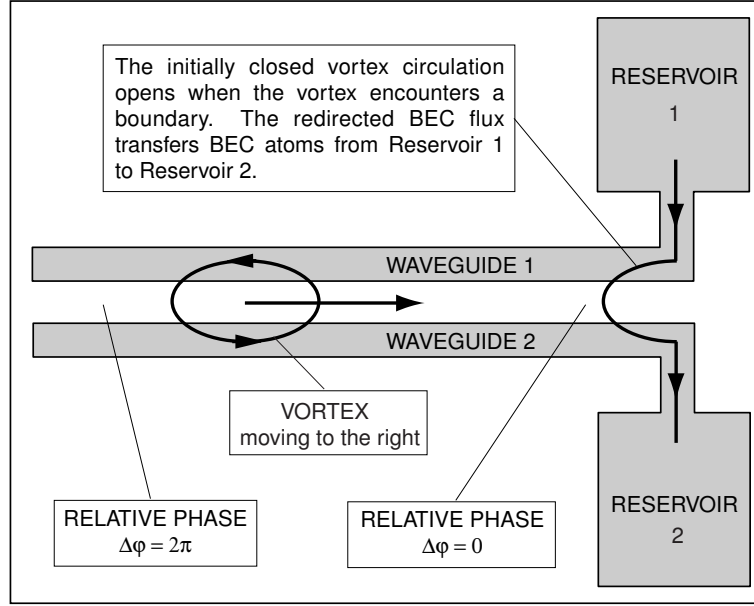 The initially closed vortex circulation
opens when the vortex encounters a
boundary. The redirected BEC flux
transfers BEC atoms from Reservoir 1
to Reservoir 2.
RESERVOIR
1
WAVEGUIDE 1
WAVEGUIDE 2
VORTEX
moving to the right
RELATIVE PHASE
Δφ = 2π
RELATIVE PHASE
Δφ = 0
RESERVOIR
2